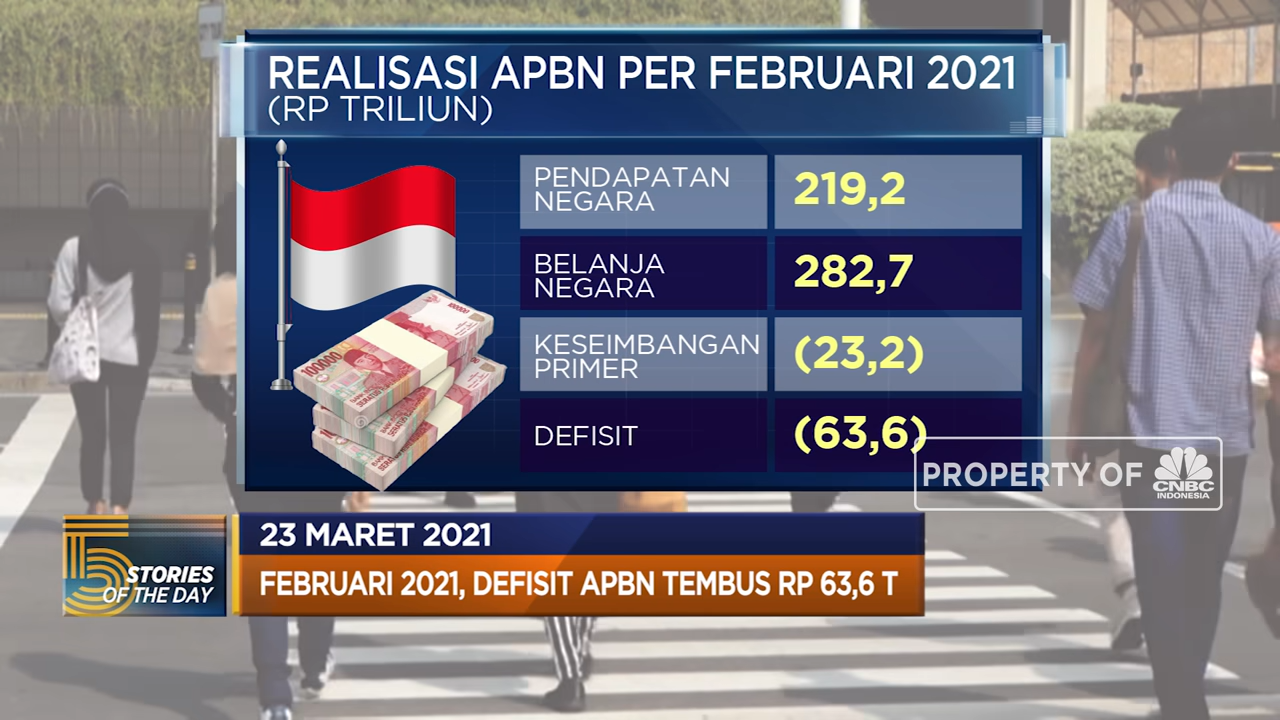 REALISASI APBN PER FEBRUARI 2021
(RP TRILIUN)
PENDAPATAN
NEGARA
219,2
BELANJA
NEGARA
282,7
KESEIMBANGAN
PRIMER
(23,2)
DEFISIT
(63,6)
100000
100000
PROPERTY OF
CNBC
INDONESIA
5
STORIES
OF THE DAY
23 MARET 2021
FEBRUARI 2021, DEFISIT APBN TEMBUS RP 63,6 T